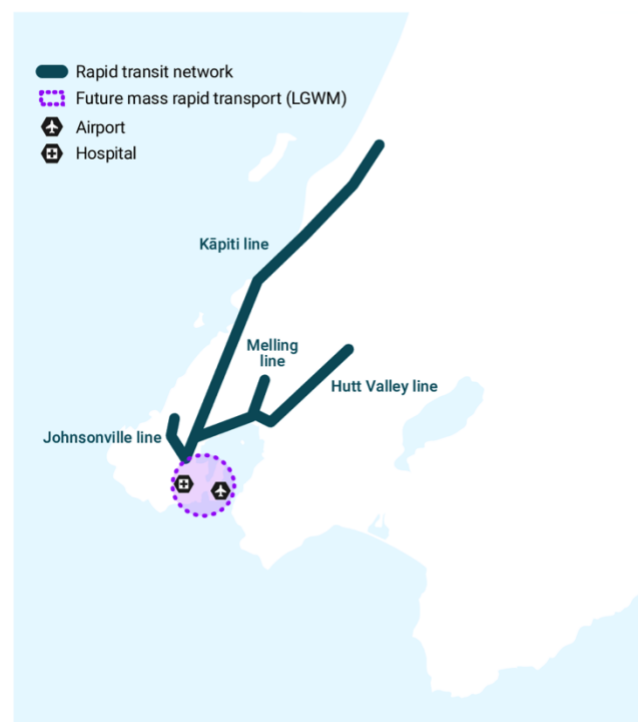 Rapid transit network
Future mass rapid transport (LGWM)
Airport
Hospital
Kāpiti line
Melling
line
Hutt Valley line
Johnsonville line